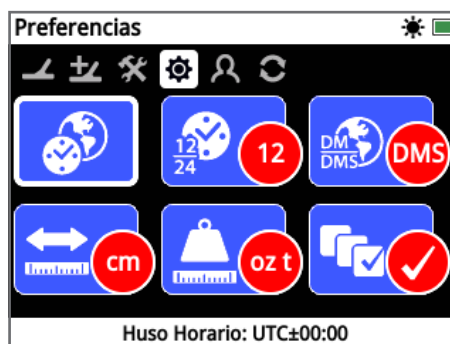 Preferencias
12
24
12
DM
DMS
DMS
cm
oz t
Huso Horario: UTC±00:00